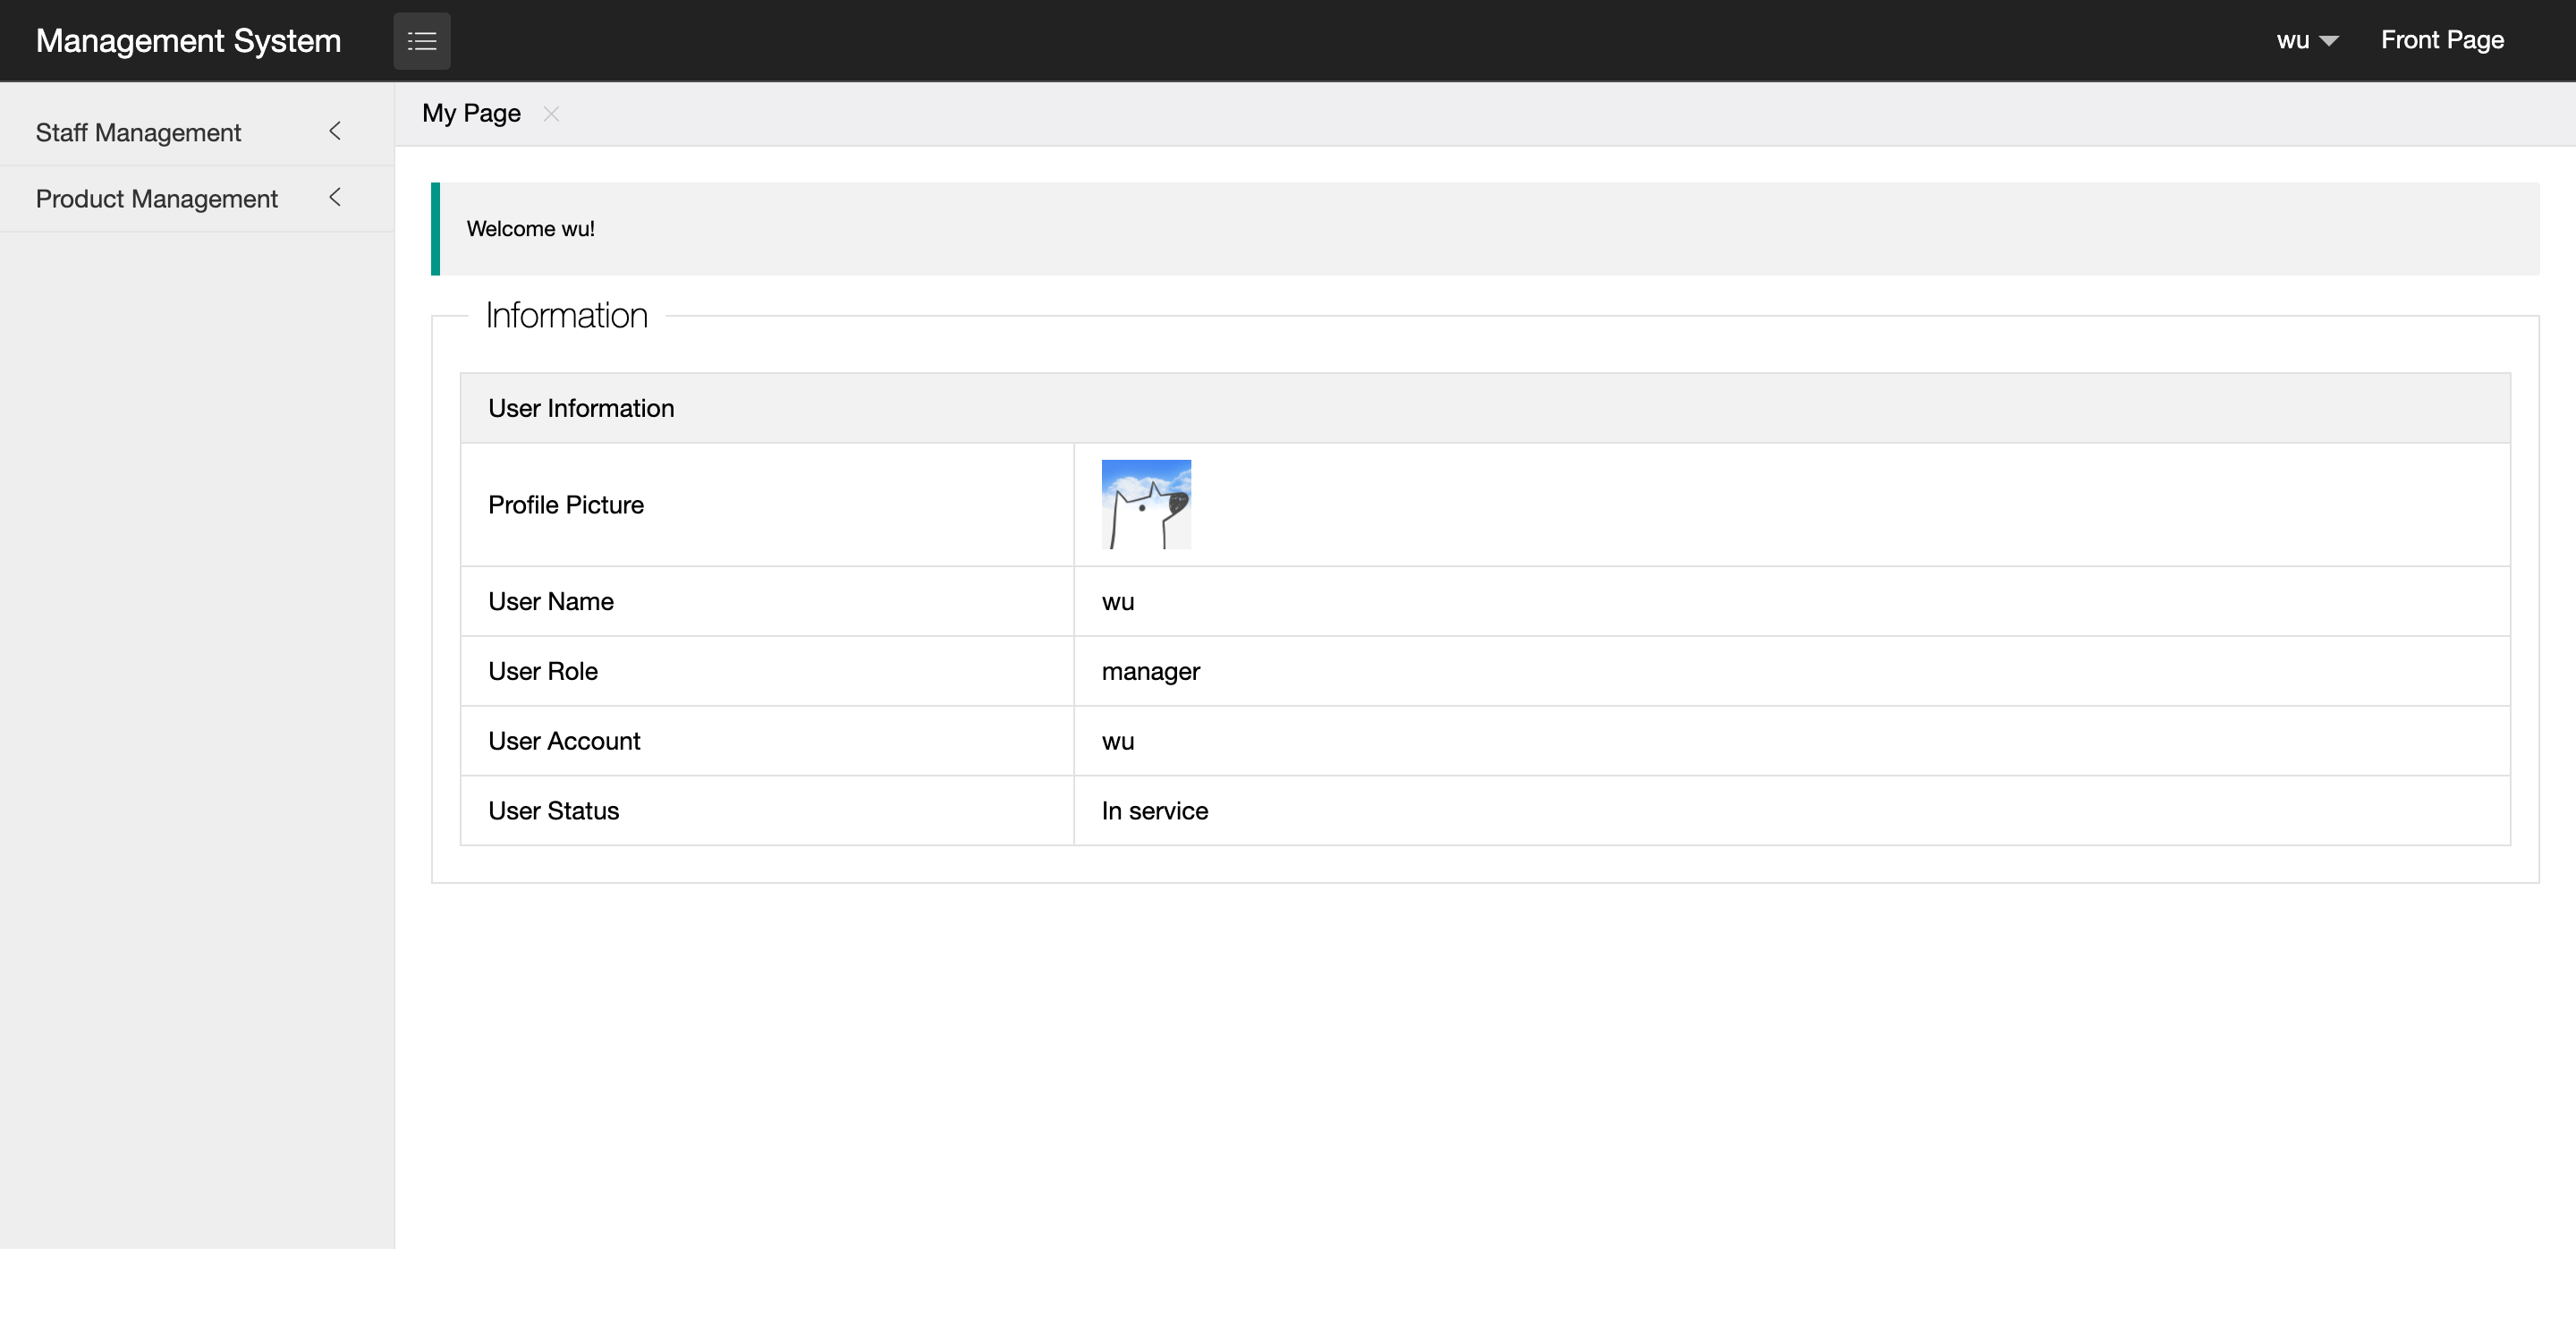 Management System
wu
Front Page
Staff Management
Product Management
My Page
Welcome wu!
Information
User Information
Profile Picture
User Name
wu
User Role
manager
User Account
wu
User Status
In service